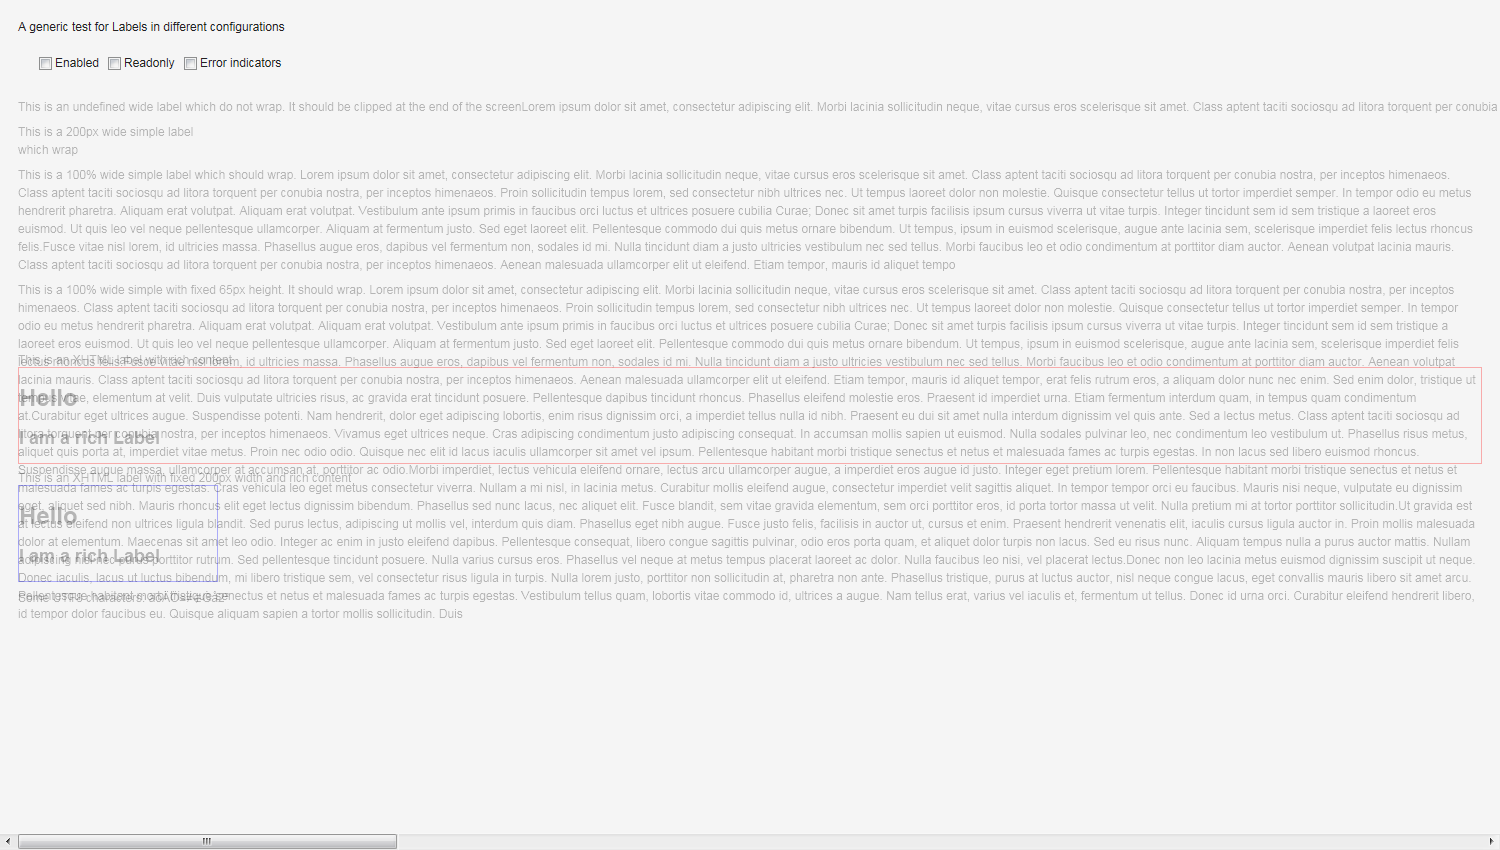 A generic test for Labels in different configurations
Enabled Readonly Error indicators
This is an undefined wide label which do not wrap. It should be clipped at the end of the screenLorem ipsum dolor sit amet, consectetur adipiscing elit. Morbi lacinia sollicitudin neque, vitae cursus eros scelerisque sit amet. Class aptent taciti sociosqu ad litora torquent per conubia
This is a 200px wide simple label
which wrap
This is a 100% wide simple label which should wrap. Lorem ipsum dolor sit amet, consectetur adipiscing elit. Morbi lacinia sollicitudin neque, vitae cursus eros scelerisque sit amet. Class aptent taciti sociosqu ad litora torquent per conubia nostra, per inceptos himenaeos.
Class aptent taciti sociosqu ad litora torquent per conubia nostra, per inceptos himenaeos. Proin sollicitudin tempus lorem, sed consectetur nibh ultrices nec. Ut tempus laoreet dolor non molestie. Quisque consectetur tellus ut tortor imperdiet semper. In tempor odio eu metus
hendrerit pharetra. Aliquam erat volutpat. Aliquam erat volutpat. Vestibulum ante ipsum primis in faucibus orci luctus et ultrices posuere cubilia Curae; Donec sit amet turpis facilisis ipsum cursus viverra ut vitae turpis. Integer tincidunt sem id sem tristique a laoreet eros
euismod. Ut quis leo vel neque pellentesque ullamcorper. Aliquam at fermentum justo. Sed eget laoreet elit. Pellentesque commodo dui quis metus ornare bibendum. Ut tempus, ipsum in euismod scelerisque, augue ante lacinia sem, scelerisque imperdiet felis lectus rhoncus
felis.Fusce vitae nisl lorem, id ultricies massa. Phasellus augue eros, dapibus vel fermentum non, sodales id mi. Nulla tincidunt diam a justo ultricies vestibulum nec sed tellus. Morbi faucibus leo et odio condimentum at porttitor diam auctor. Aenean volutpat lacinia mauris.
Class aptent taciti sociosqu ad litora torquent per conubia nostra, per inceptos himenaeos. Aenean malesuada ullamcorper elit ut eleifend. Etiam tempor, mauris id aliquet tempo
This is a 100% wide simple with fixed 65px height. It should wrap. Lorem ipsum dolor sit amet, consectetur adipiscing elit. Morbi lacinia sollicitudin neque, vitae cursus eros scelerisque sit amet. Class aptent taciti sociosqu ad litora torquent per conubia nostra, per inceptos
himenaeos. Class aptent taciti sociosqu ad litora torquent per conubia nostra, per inceptos himenaeos. Proin sollicitudin tempus lorem, sed consectetur nibh ultrices nec. Ut tempus laoreet dolor non molestie. Quisque consectetur tellus ut tortor imperdiet semper. In tempor
odio eu metus hendrerit pharetra. Aliquam erat volutpat. Aliquam erat volutpat. Vestibulum ante ipsum primis in faucibus orci luctus et ultrices posuere cubilia Curae; Donec sit amet turpis facilisis ipsum cursus viverra ut vitae turpis. Integer tincidunt sem id sem tristique a
laoreet eros euismod. Ut quis leo vel neque pellentesque ullamcorper. Aliquam at fermentum justo. Sed eget laoreet elit. Pellentesque commodo dui quis metus ornare bibendum. Ut tempus, ipsum in euismod scelerisque, augue ante lacinia sem, scelerisque imperdiet felis
This is an XHTML label with rich content
lectus rhoncus felis.Fusce vitae nisl lorem, id ultricies massa. Phasellus augue eros, dapibus vel fermentum non, sodales id mi. Nulla tincidunt diam a justo ultricies vestibulum nec sed tellus. Morbi faucibus leo et odio condimentum at porttitor diam auctor. Aenean volutpat
lacinia mauris. Class aptent taciti sociosqu ad litora torquent per conubia nostra, per inceptos himenaeos. Aenean malesuada ullamcorper elit ut eleifend. Etiam tempor, mauris id aliquet tempor, erat felis rutrum eros, a aliquam dolor nunc nec enim. Sed enim dolor, tristique ut
Hello
tempus vitae, elementum at velit. Duis vulputate ultricies risus, ac gravida erat tincidunt posuere. Pellentesque dapibus tincidunt rhoncus. Phasellus eleifend molestie eros. Praesent id imperdiet urna. Etiam fermentum interdum quam, in tempus quam condimentum
at.Curabitur eget ultrices augue. Suspendisse potenti. Nam hendrerit, dolor eget adipiscing lobortis, enim risus dignissim orci, a imperdiet tellus nulla id nibh. Praesent eu dui sit amet nulla interdum dignissim vel quis ante. Sed a lectus metus. Class aptent taciti sociosqu ad
litora torquent per conubia nostra, per inceptos himenaeos. Vivamus eget ultrices neque. Cras adipiscing condimentum justo adipiscing consequat. In accumsan mollis sapien ut euismod. Nulla sodales pulvinar leo, nec condimentum leo vestibulum ut. Phasellus risus metus,
I am a rich Label
aliquet quis porta at, imperdiet vitae metus. Proin nec odio odio. Quisque nec elit id lacus iaculis ullamcorper sit amet vel ipsum. Pellentesque habitant morbi tristique senectus et netus et malesuada fames ac turpis egestas. In non lacus sed libero euismod rhoncus.
Suspendisse augue massa, ullamcorper at accumsan at, porttitor ac odio.Morbi imperdiet, lectus vehicula eleifend ornare, lectus arcu ullamcorper augue, a imperdiet eros augue id justo. Integer eget pretium lorem. Pellentesque habitant morbi tristique senectus et netus et
This is an XHTML label with fixed 200px width and rich content
malesuada fames ac turpis egestas. Cras vehicula leo eget metus consectetur viverra. Nullam a mi nisl, in lacinia metus. Curabitur mollis eleifend augue, consectetur imperdiet velit sagittis aliquet. In tempor tempor orci eu faucibus. Mauris nisi neque, vulputate eu dignissim
eget, aliquet sed nibh. Mauris rhoncus elit eget lectus dignissim bibendum. Phasellus sed nunc lacus, nec aliquet elit. Fusce blandit, sem vitae gravida elementum, sem orci porttitor eros, id porta tortor massa ut velit. Nulla pretium mi at tortor porttitor sollicitudin.Ut gravida est
Hello
at lectus eleifend non ultrices ligula blandit. Sed purus lectus, adipiscing ut mollis vel, interdum quis diam. Phasellus eget nibh augue. Fusce justo felis, facilisis in auctor ut, cursus et enim. Praesent hendrerit venenatis elit, iaculis cursus ligula auctor in. Proin mollis malesuada
dolor at elementum. Maecenas sit amet leo odio. Integer ac enim in justo eleifend dapibus. Pellentesque consequat, libero congue sagittis pulvinar, odio eros porta quam, et aliquet dolor turpis non lacus. Sed eu risus nunc. Aliquam tempus nulla a purus auctor mattis. Nullam
I am a rich Label
adipiscing nisl nec purus porttitor rutrum. Sed pellentesque tincidunt posuere. Nulla varius cursus eros. Phasellus vel neque at metus tempus placerat laoreet ac dolor. Nulla faucibus leo nisi, vel placerat lectus.Donec non leo lacinia metus euismod dignissim suscipit ut neque.
Donec iaculis, lacus ut luctus bibendum, mi libero tristique sem, vel consectetur risus ligula in turpis. Nulla lorem justo, porttitor non sollicitudin at, pharetra non ante. Phasellus tristique, purus at luctus auctor, nisl neque congue lacus, eget convallis mauris libero sit amet arcu.
Pellentesque habitant morbi tristique senectus et netus et malesuada fames ac turpis egestas. Vestibulum tellus quam, lobortis vitae commodo id, ultrices a augue. Nam tellus erat, varius vel iaculis et, fermentum ut tellus. Donec id urna orci. Curabitur eleifend hendrerit libero,
Some UTF8 characters:
id tempor dolor faucibus eu. Quisque aliquam sapien a tortor mollis sollicitudin. Duis